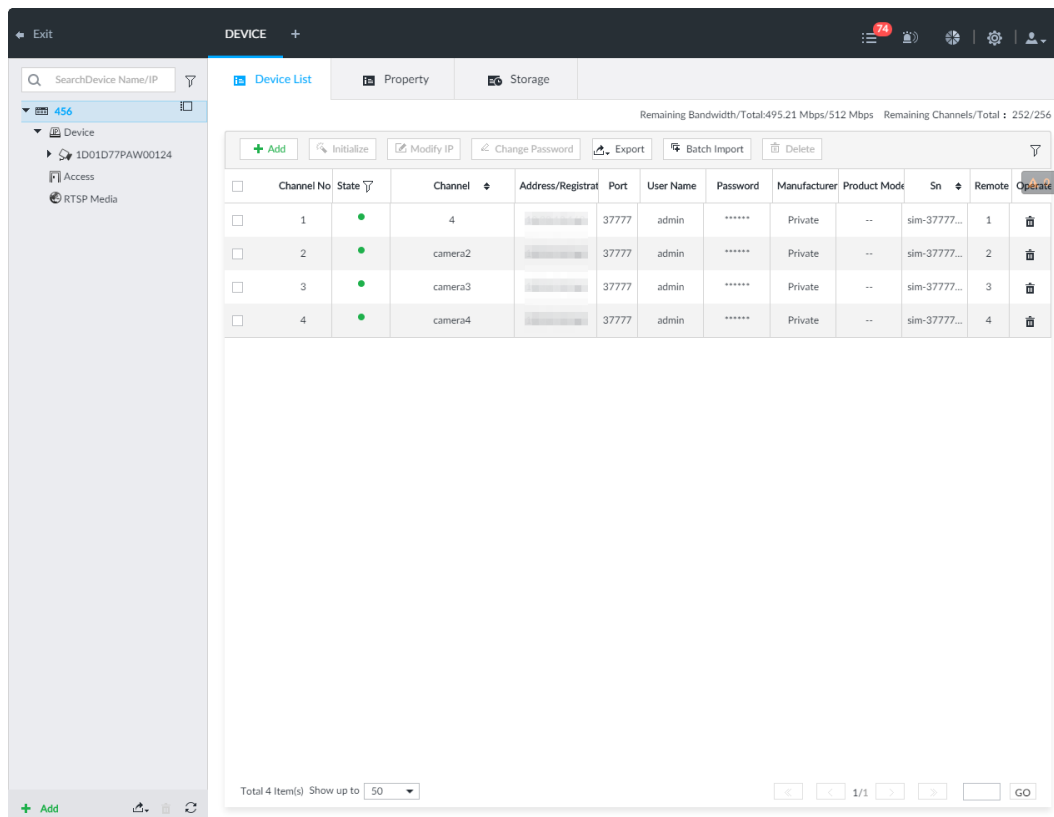 Exit
DEVICE +
74
SearchDevice Name/IP
456
Device
1D01D77PAW00124
Access
RTSP Media
Device List Property Storage
Remaining Bandwidth/Total:495.21 Mbps/512 Mbps Remaining Channels/Total : 252/256
+ Add Initialize Modify IP Change Password Export Batch Import Delete
Channel No State Channel Address/Registrat Port User Name Password Manufacturer Product Mode Sn Remote Operate
1 4 37777 admin ****** Private -- sim-37777... 1
2 camera2 37777 admin ****** Private -- sim-37777... 2
3 camera3 37777 admin ****** Private -- sim-37777... 3
4 camera4 37777 admin ****** Private -- sim-37777... 4
Total 4 Item(s) Show up to 50 1/1 GO
+ Add